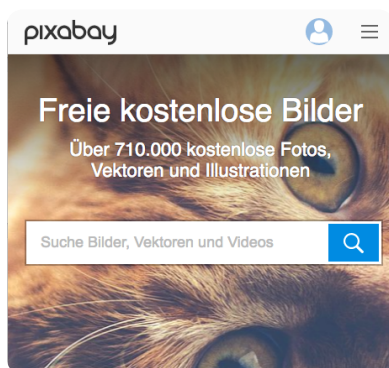 pixabay
Freie kostenlose Bilder
Über 710.000 kostenlose Fotos,
Vektoren und Illustrationen
Suche Bilder, Vektoren und Videos